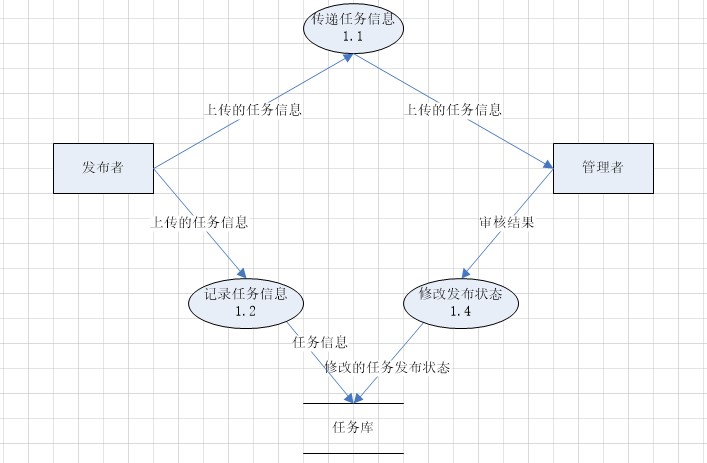 传递任务信息
1.1
上传的任务信息
上传的任务信息
发布者
管理者
上传的任务信息
审核结果
记录任务信息
1.2
修改发布状态
1.4
任务信息
修改的任务发布状态
任务库